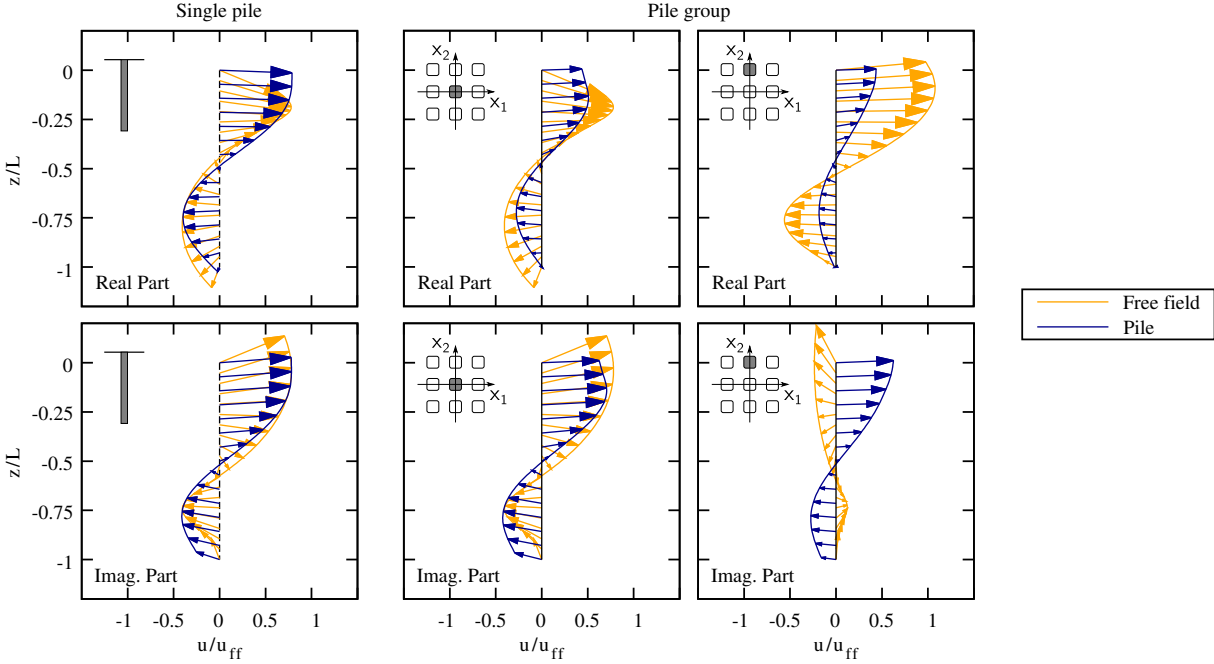 Single pile
Pile group
0
-0.25
-0.5
-0.75
-1
z/L
Real Part
X2
X1
Real Part
X2
X1
Real Part
Free field
Pile
0
-0.25
-0.5
-0.75
-1
z/L
Imag. Part
X2
X1
Imag. Part
X2
X1
Imag. Part
-1 -0.5 0 0.5 1
-1 -0.5 0 0.5 1
-1 -0.5 0 0.5 1
u/uff
u/uff
u/uff